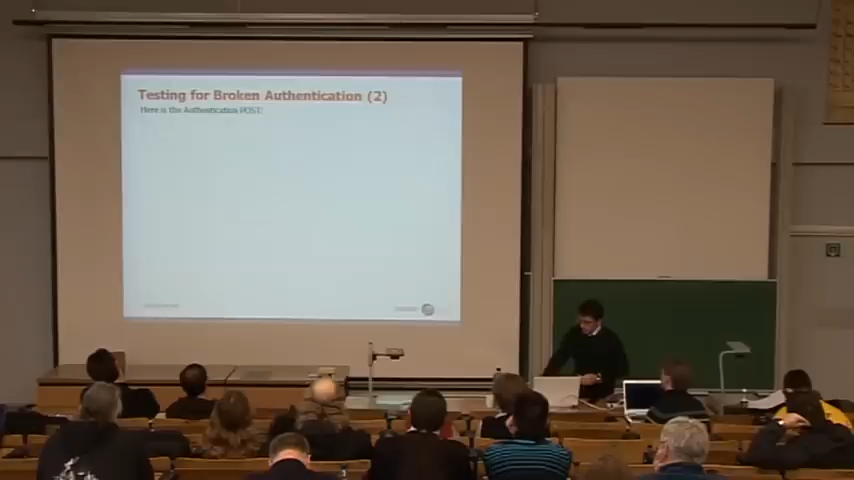 Testing for Broken Authentication (2)
Here is the Authentication POST: